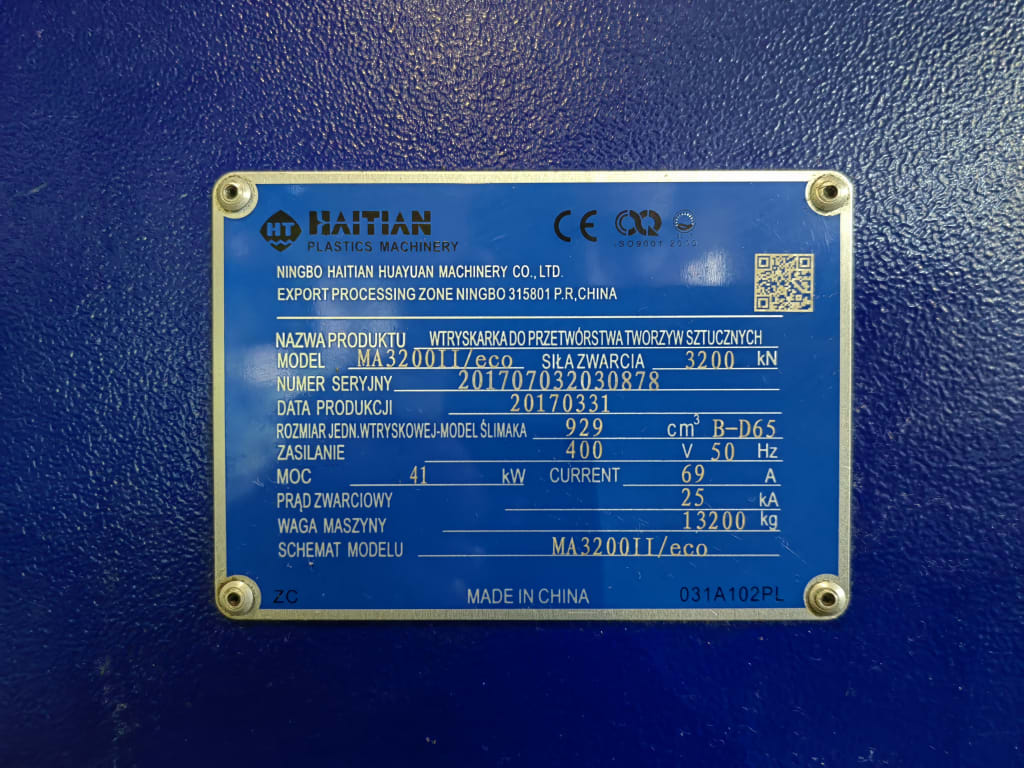 HT HAITIAN
PLASTICS MACHINERY
CE
ISO9001 2000
NINGBO HAITIAN HUAYUAN MACHINERY CO., LTD.
EXPORT PROCESSING ZONE NINGBO 315801 P.R,CHINA
NAZWA PRODUKTU WTRYSKARKA DO PRZETWÓRSTWA TWORZYW SZTUCZNYCH
MODEL MA3200II/eco SIŁA ZWARCIA 3200 kN
NUMER SERYJNY 201707032030878
DATA PRODUKCJI 20170331
ROZMIAR JEDN.WTRYSKOWEJ-MODEL ŚLIMAKA 929 cm³ B-D65
ZASILANIE 400 V 50 Hz
MOC 41 kW CURRENT 69 A
PRĄD ZWARCIOWY 25 kA
WAGA MASZYNY 13200 kg
SCHEMAT MODELU MA3200II/eco
ZC MADE IN CHINA 031A102PL